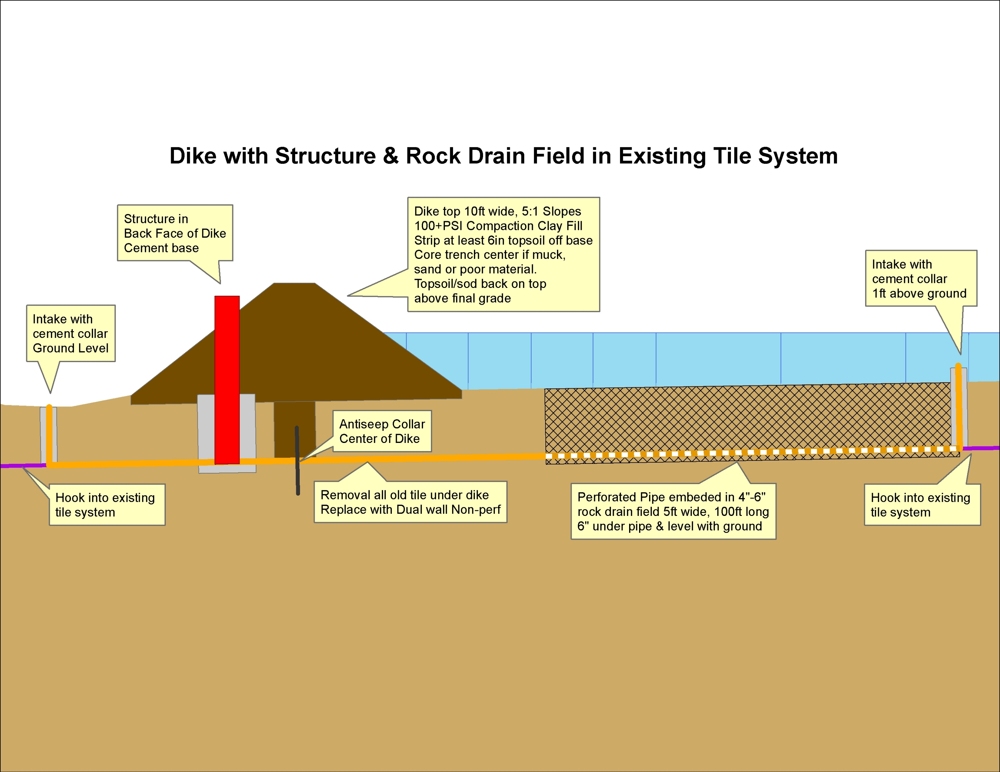 Dike with Structure & Rock Drain Field in Existing Tile System
Structure in
Back Face of Dike
Cement base
Dike top 10ft wide, 5:1 Slopes
100+PSI Compaction Clay Fill
Strip at least 6in topsoil off base
Core trench center if muck,
sand or poor material.
Topsoil/sod back on top
above final grade
Intake with
cement collar
1ft above ground
Intake with
cement collar
Ground Level
Antiseep Collar
Center of Dike
Hook into existing
tile system
Removal all old tile under dike
Replace with Dual wall Non-perf
Perforated Pipe embeded in 4"-6"
rock drain field 5ft wide, 100ft long
6" under pipe & level with ground
Hook into existing
tile system